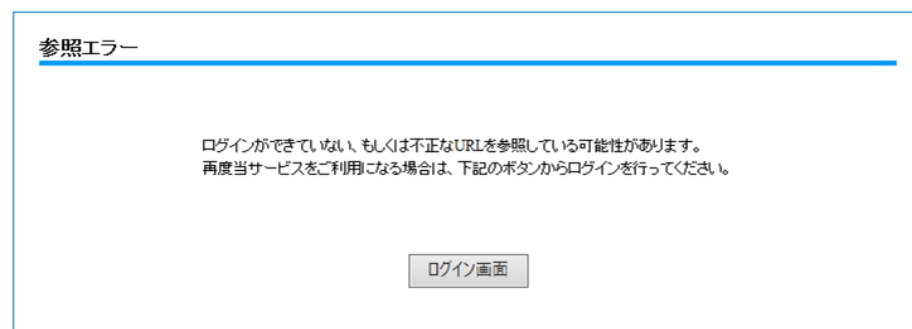 参照エラー
ログインができていない、もしくは不正なURLを参照している可能性があります。
再度当サービスをご利用になる場合は、下記のボタンからログインを行ってください。
ログイン画面